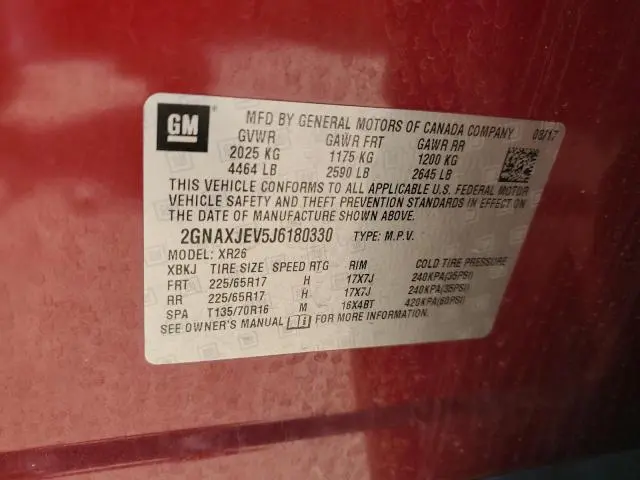 GM
MFD BY GENERAL MOTORS OF CANADA COMPANY 09/17
GVWR GAWR FRT GAWR RR
2025 KG 1175 KG 1200 KG
4464 LB 2590 LB 2645 LB
THIS VEHICLE CONFORMS TO ALL APPLICABLE U.S. FEDERAL MOTOR
VEHICLE SAFETY AND THEFT PREVENTION STANDARDS IN EFFECT ON
THE DATE OF MANUFACTURE SHOWN ABOVE.
2GNAXJEV5J6180330 TYPE: M.P.V.
MODEL: XR26
XBKJ TIRE SIZE SPEED RTG RIM COLD TIRE PRESSURE
FRT 225/65R17 H 17X7J 240KPA(35PSI)
RR 225/65R17 H 17X7J 240KPA(35PSI)
SPA T135/70R16 M 16X4BT 420KPA(60PSI)
SEE OWNER'S MANUAL FOR MORE INFORMATION.